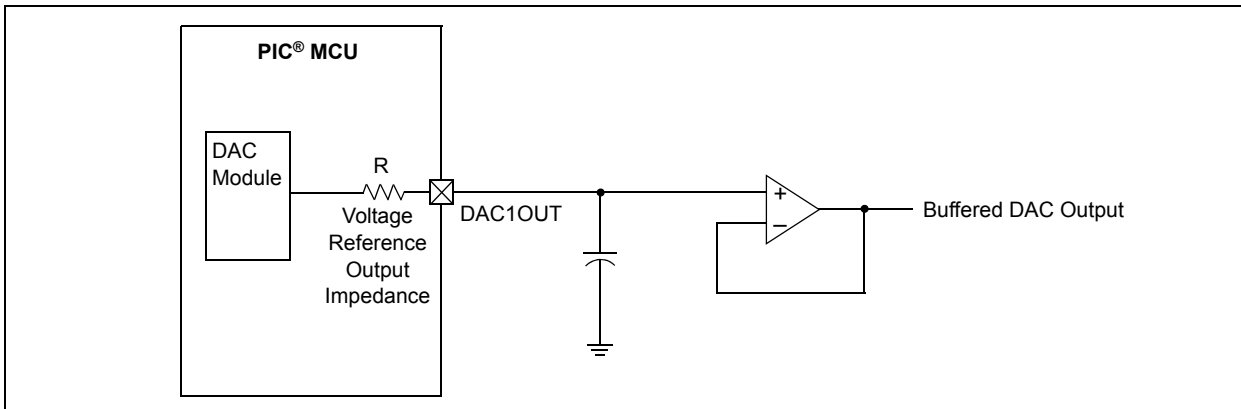 PIC® MCU
DAC
Module
R
Voltage
Reference
Output
Impedance
DAC1OUT
+
–
Buffered DAC Output